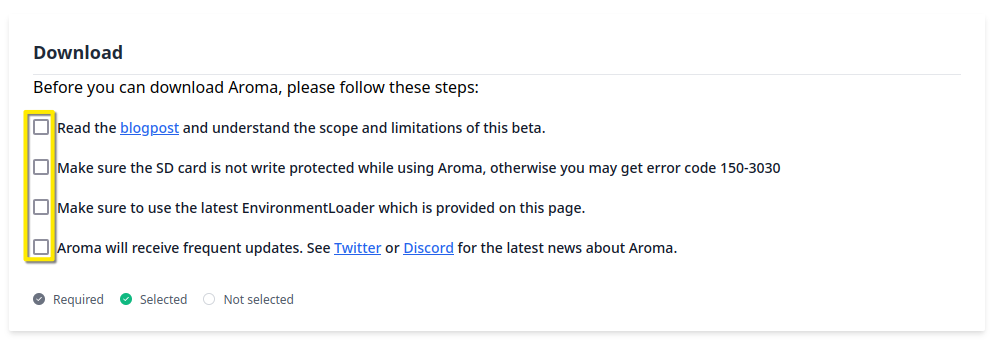 Download
Before you can download Aroma, please follow these steps:
Read the blogpost and understand the scope and limitations of this beta.
Make sure the SD card is not write protected while using Aroma, otherwise you may get error code 150-3030
Make sure to use the latest EnvironmentLoader which is provided on this page.
Aroma will receive frequent updates. See Twitter or Discord for the latest news about Aroma.
Required Selected Not selected